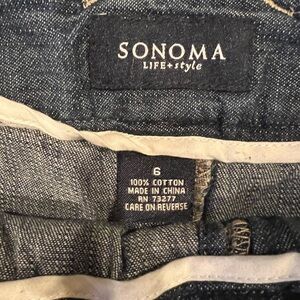 SONOMA
LIFE+style
6
100% COTTON
MADE IN CHINA
RN 73277
CARE ON REVERSE